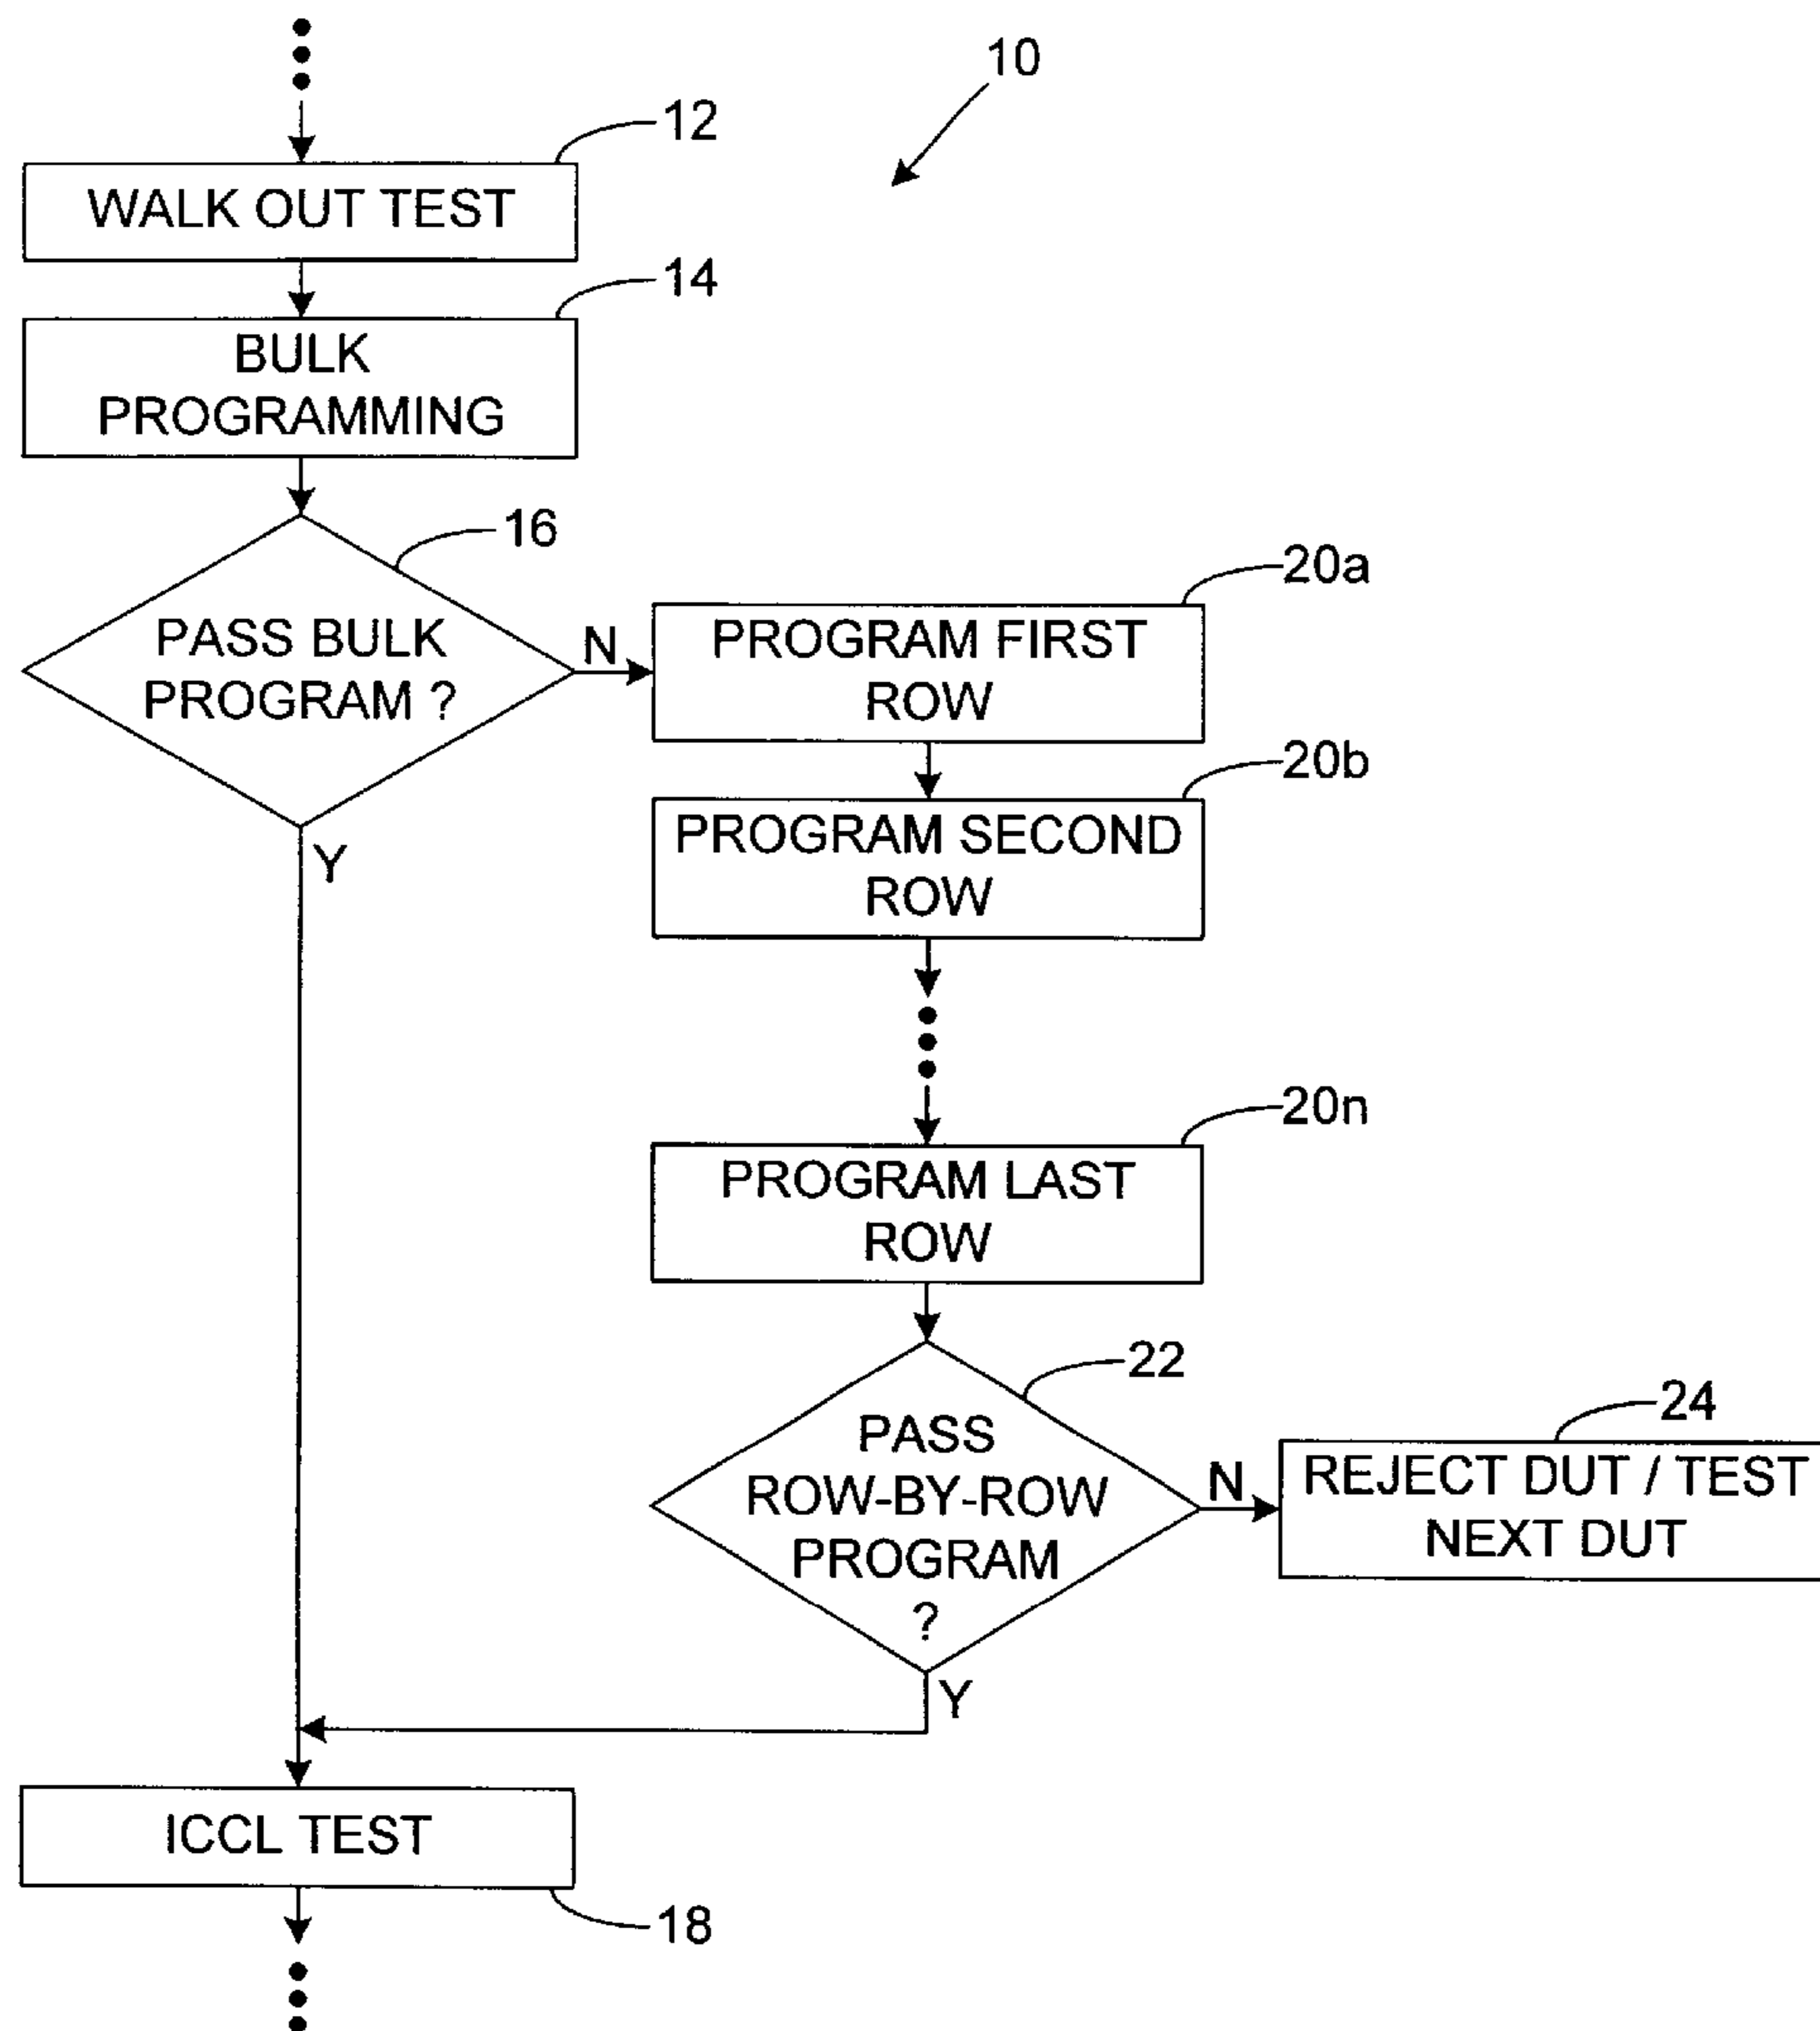 10
12
WALK OUT TEST
14
BULK
PROGRAMMING
16
PASS BULK
PROGRAM ?
N
Y
20a
PROGRAM FIRST
ROW
20b
PROGRAM SECOND
ROW
20n
PROGRAM LAST
ROW
22
PASS
ROW-BY-ROW
PROGRAM
?
N
Y
24
REJECT DUT / TEST
NEXT DUT
ICCL TEST
18